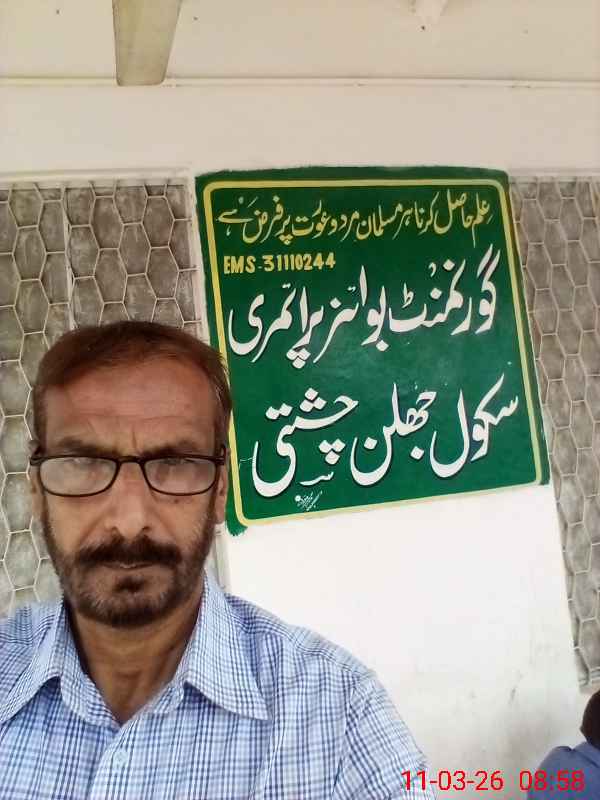 علم حاصل کرنا ہر مسلمان مرد و عورت پر فرض ہے
EMS-31110244
گورنمنٹ بوائز پرائمری
سکول جھلن چشتی
11-03-26 08:58